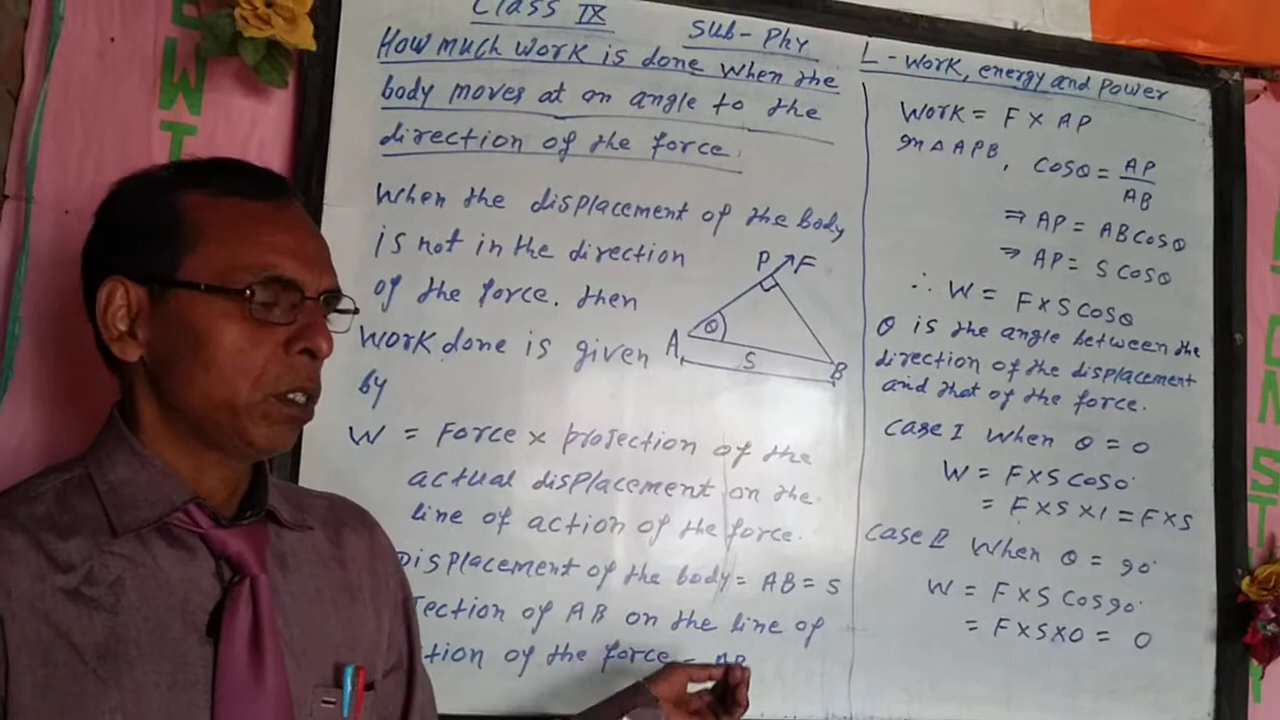 Class IX
Sub - Phy
L - Work, energy and Power
How much work is done when the
body moves at an angle to the
direction of the force.
When the displacement of the body
is not in the direction
of the force. then
work done is given
by
P F
A θ S B
W = Force × projection of the
actual displacement on the
line of action of the force.
Displacement of the body = AB = S
jection of AB on the line of
tion of the force = AP
Work = F × AP
In △ APB, cosθ = AP/AB
⇒ AP = AB cosθ
⇒ AP = S cosθ
∴ W = F × S cosθ
θ is the angle between the
direction of the displacement
and that of the force.
Case I When θ = 0
W = F × S cos0°
= F × S × 1 = F × S
Case II When θ = 90°
W = F × S cos90°
= F × S × 0 = 0